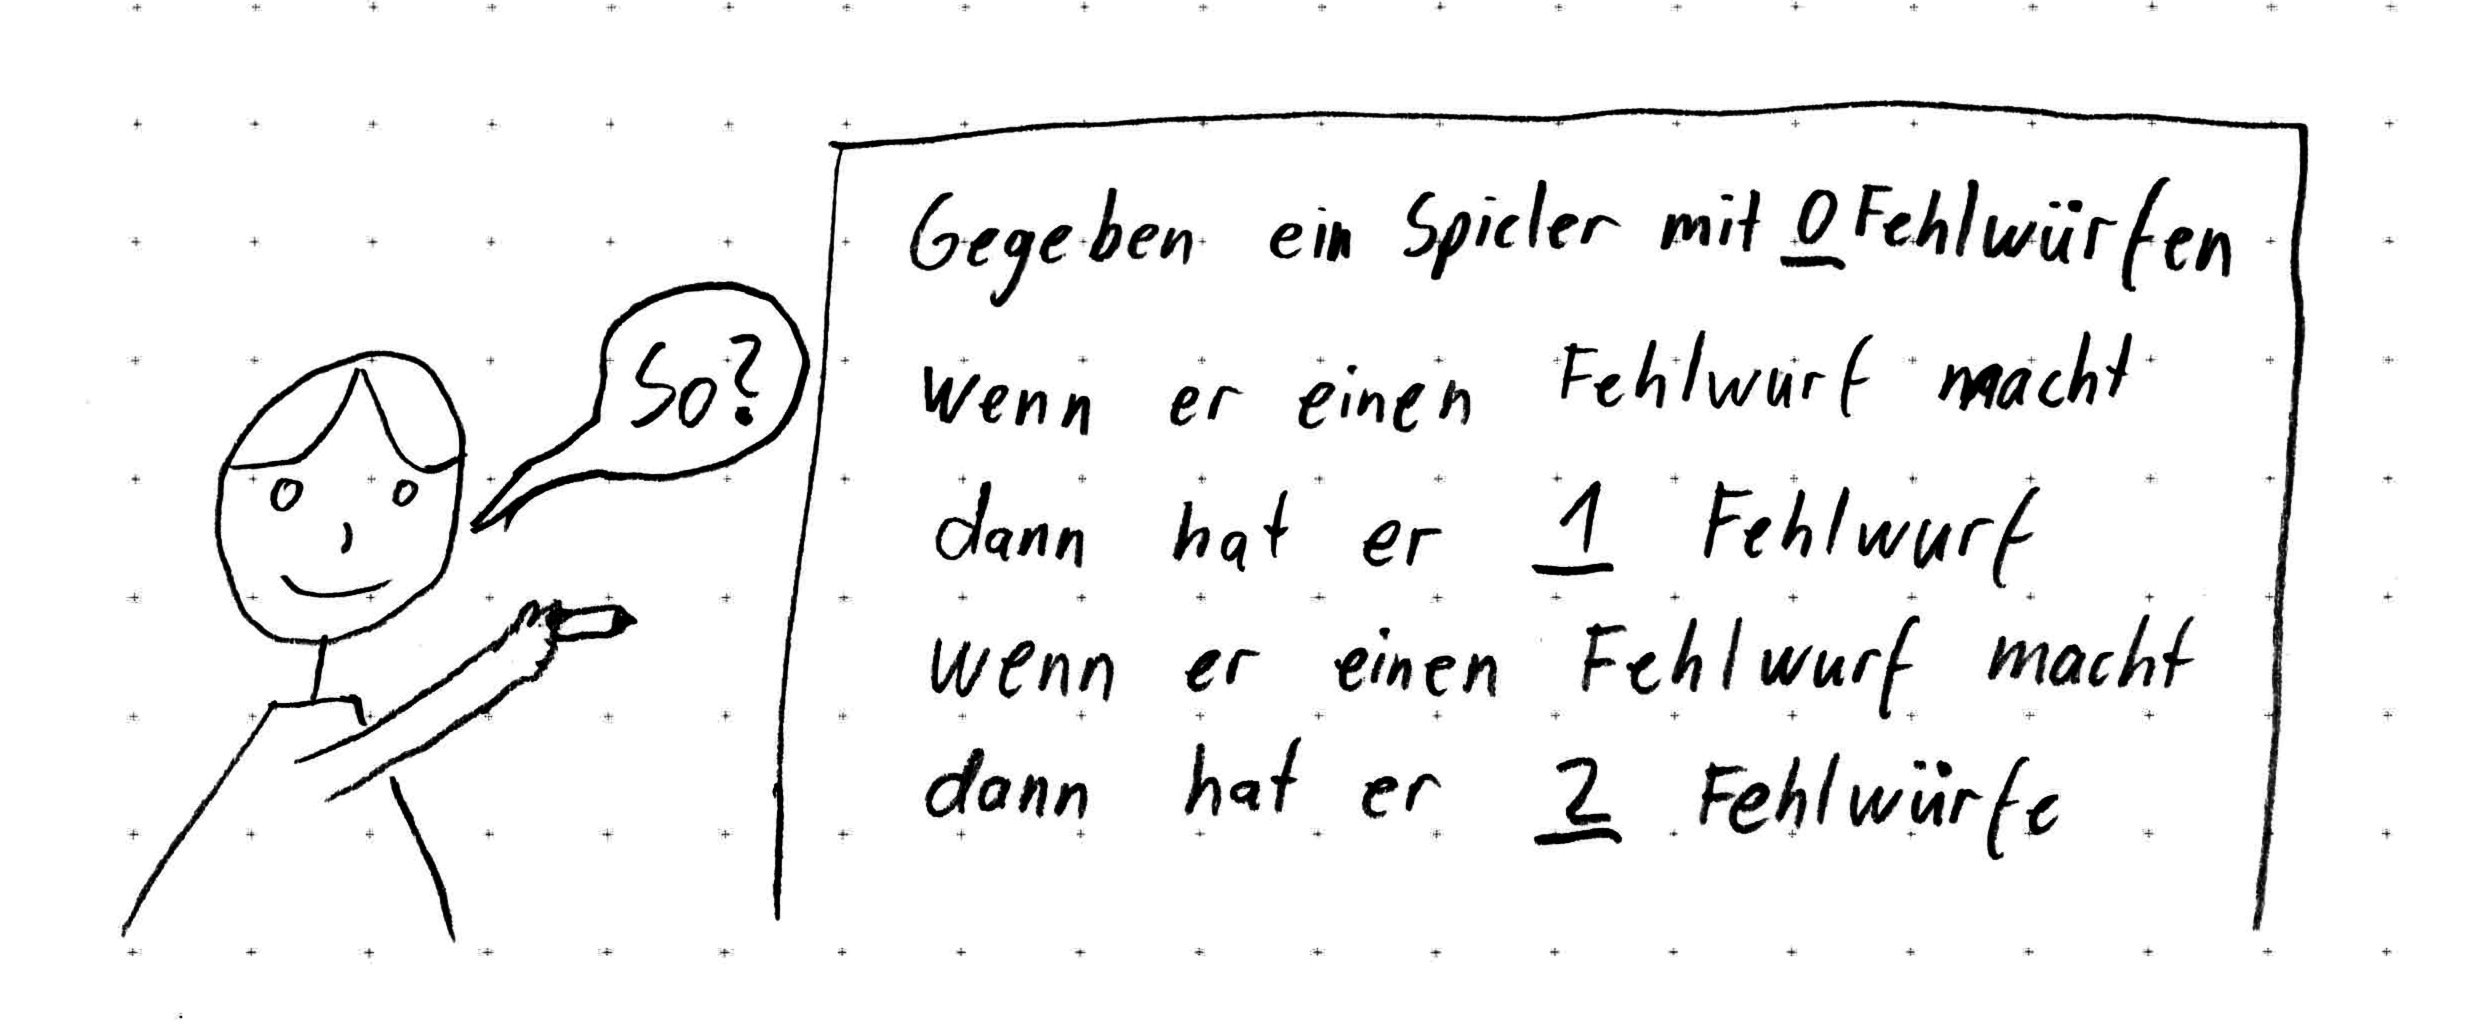 So?
Gegeben ein Spieler mit 0 Fehlwürfen
wenn er einen Fehlwurf macht
dann hat er 1 Fehlwurf
wenn er einen Fehlwurf macht
dann hat er 2 Fehlwürfe